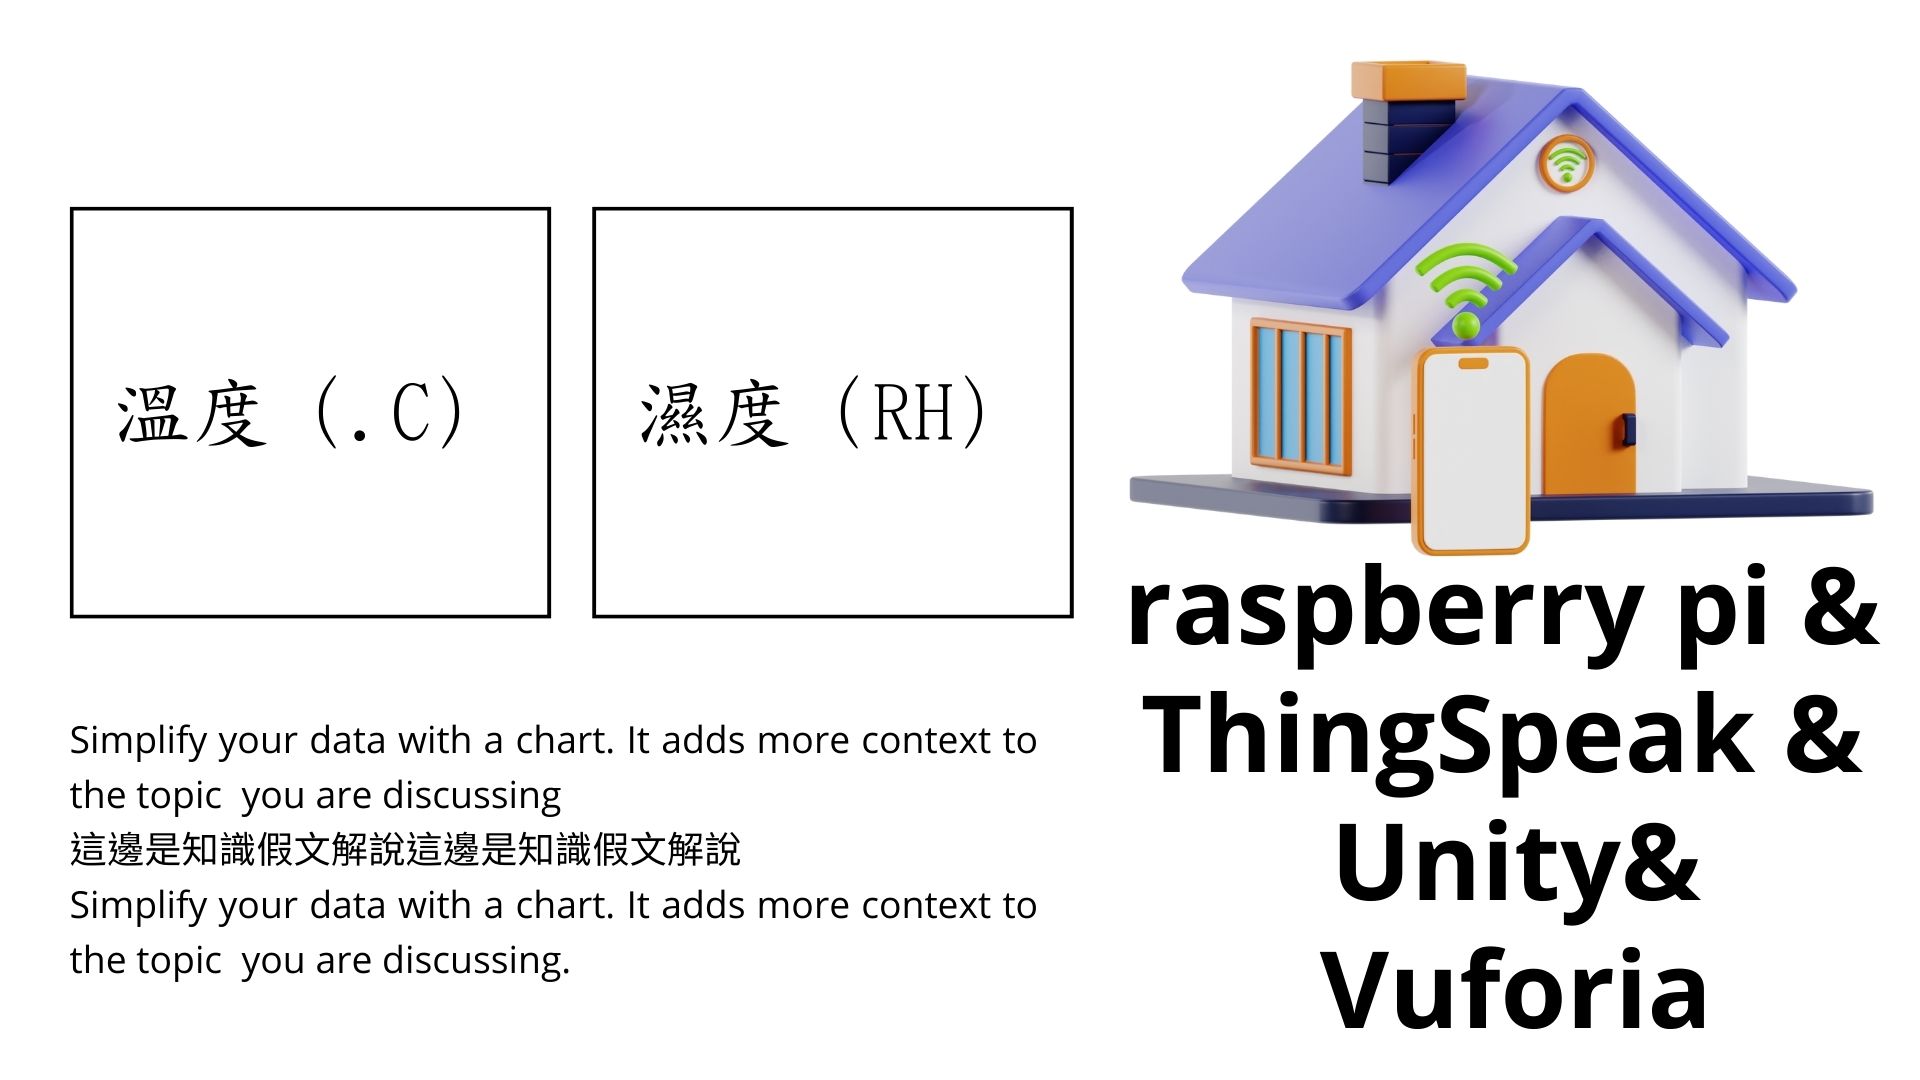 溫度 (.C)
濕度 (RH)
Simplify your data with a chart. It adds more context to
the topic  you are discussing
這邊是知識假文解說這邊是知識假文解說
Simplify your data with a chart. It adds more context to
the topic  you are discussing.
raspberry pi &
ThingSpeak &
Unity&
Vuforia